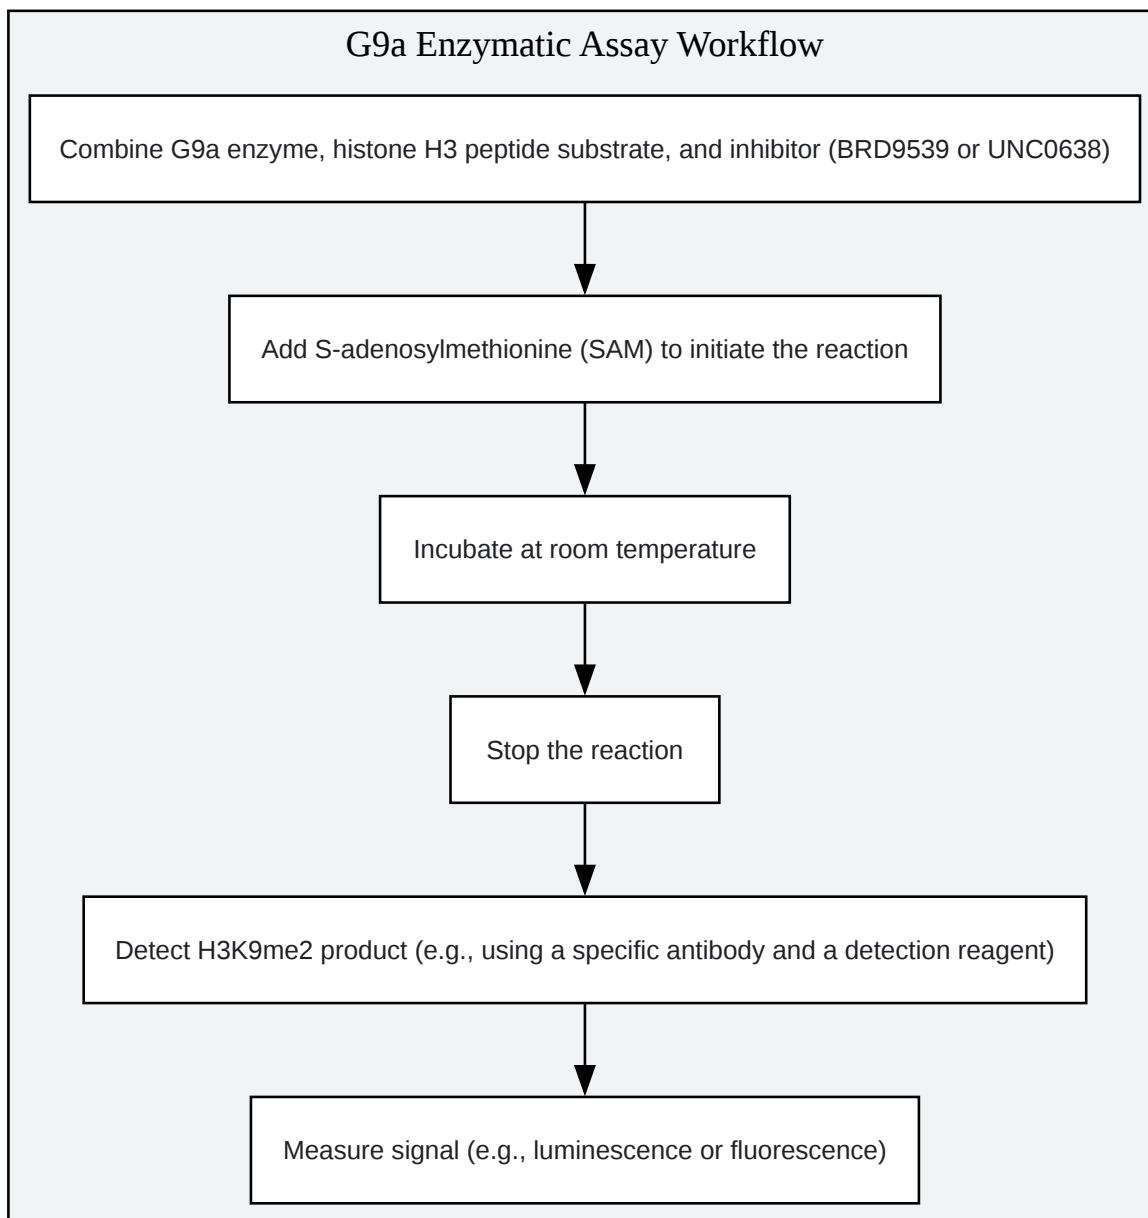 G9a Enzymatic Assay Workflow
Combine G9a enzyme, histone H3 peptide substrate, and inhibitor (BRD9539 or UNC0638)
Add S-adenosylmethionine (SAM) to initiate the reaction
Incubate at room temperature
Stop the reaction
Detect H3K9me2 product (e.g., using a specific antibody and a detection reagent)
Measure signal (e.g., luminescence or fluorescence)